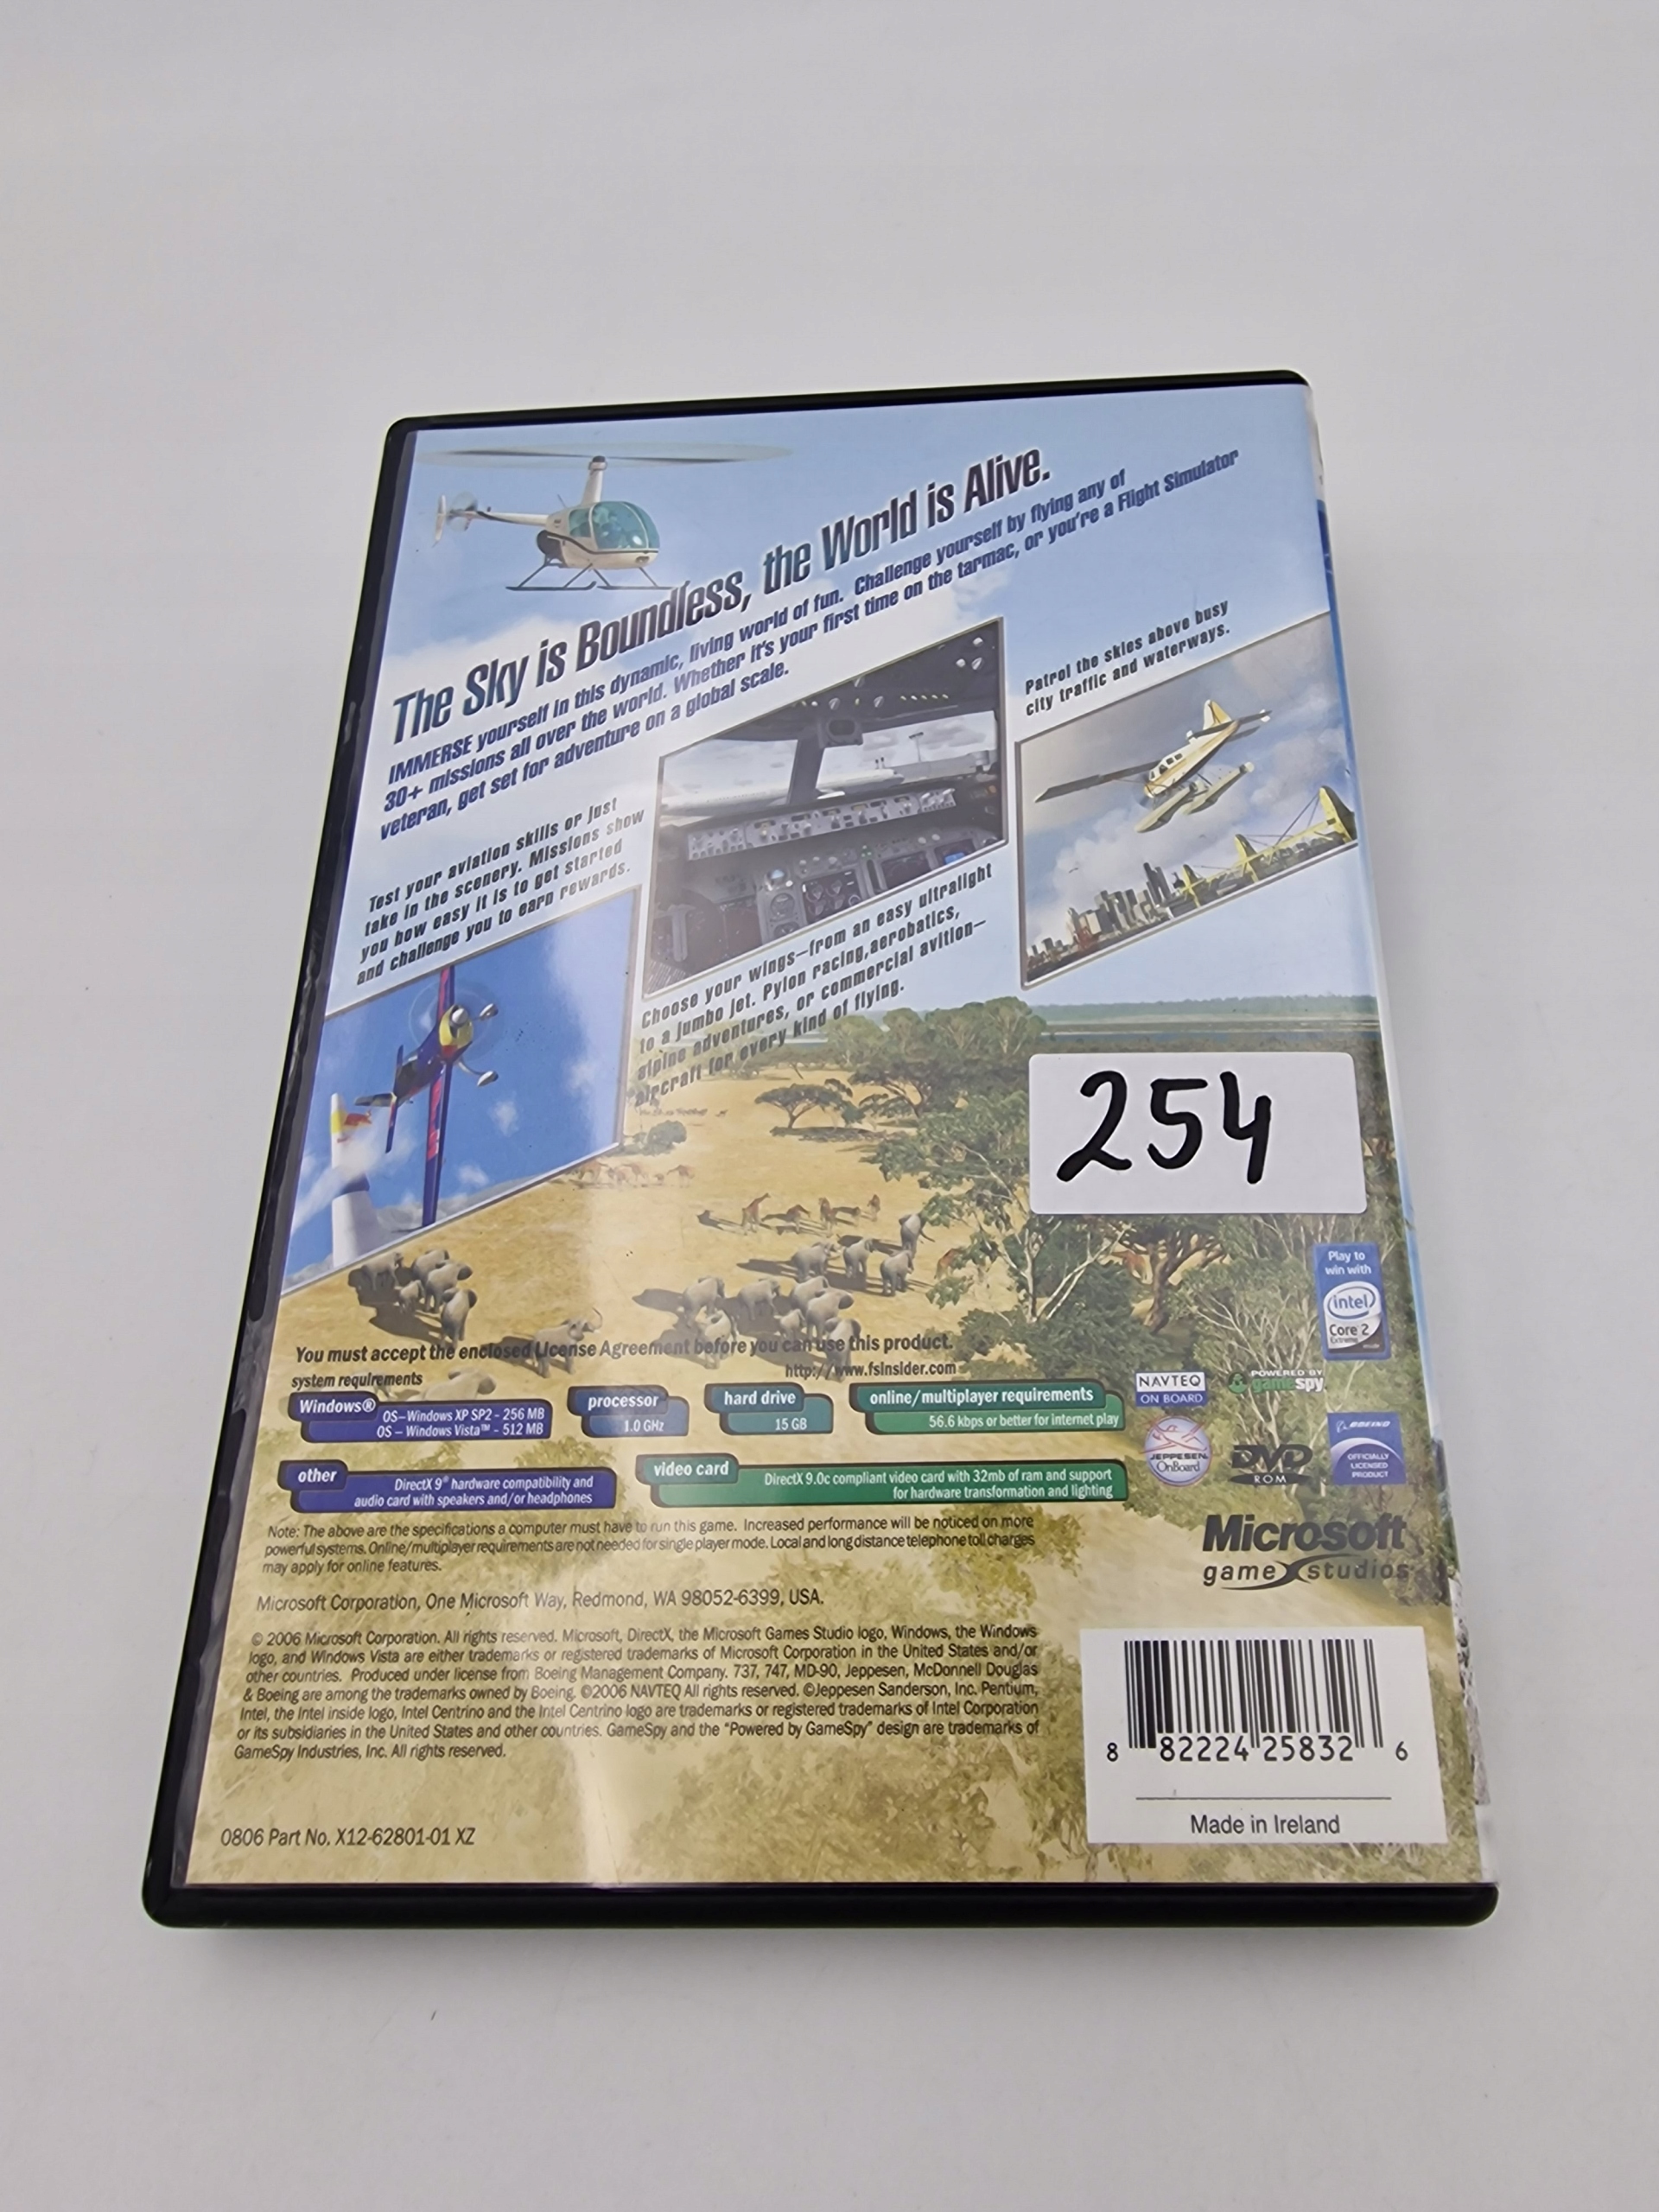 The Sky is Boundless, the World is Alive.
IMMERSE yourself in this dynamic, living world of fun. Challenge yourself by flying any of
30+ missions all over the world. Whether it's your first time on the tarmac, or you're a Flight Simulator
veteran, get set for adventure on a global scale.
Patrol the skies above busy
city traffic and waterways.
Test your aviation skills or just
take in the scenery. Missions show
you how easy it is to get started
and challenge you to earn rewards.
Choose your wings—from an easy ultralight
to a jumbo jet. Pylon racing,aerobatics,
alpine adventures, or commercial avition—
aircraft for every kind of flying.
254
Play to
win with
intel
Core 2
Extreme
inside
You must accept the enclosed License Agreement before you can use this product.
http://www.fsinsider.com
system requirements
Windows®
OS—Windows XP SP2 - 256 MB
OS – Windows Vista™ - 512 MB
processor
1.0 GHz
hard drive
15 GB
online/multiplayer requirements
56.6 kbps or better for internet play
other
DirectX 9® hardware compatibility and
audio card with speakers and/or headphones
video card
DirectX 9.0c compliant video card with 32mb of ram and support
for hardware transformation and lighting
NAVTEQ
ON BOARD
POWERED BY
gamespy
JEPPESEN
OnBoard
DVD
ROM
BOEING
OFFICIALLY
LICENSED
PRODUCT
Note: The above are the specifications a computer must have to run this game. Increased performance will be noticed on more
powerful systems. Online/multiplayer requirements are not needed for single player mode. Local and long distance telephone toll charges
may apply for online features.
Microsoft
game studios
Microsoft Corporation, One Microsoft Way, Redmond, WA 98052-6399, USA.
© 2006 Microsoft Corporation. All rights reserved. Microsoft, DirectX, the Microsoft Games Studio logo, Windows, the Windows
logo, and Windows Vista are either trademarks or registered trademarks of Microsoft Corporation in the United States and/or
other countries. Produced under license from Boeing Management Company. 737, 747, MD-90, Jeppesen, McDonnell Douglas
& Boeing are among the trademarks owned by Boeing. ©2006 NAVTEQ All rights reserved. ©Jeppesen Sanderson, Inc. Pentium,
Intel, the Intel inside logo, Intel Centrino and the Intel Centrino logo are trademarks or registered trademarks of Intel Corporation
or its subsidiaries in the United States and other countries. GameSpy and the "Powered by GameSpy" design are trademarks of
GameSpy Industries, Inc. All rights reserved.
8 82224 25832 6
Made in Ireland
0806 Part No. X12-62801-01 XZ